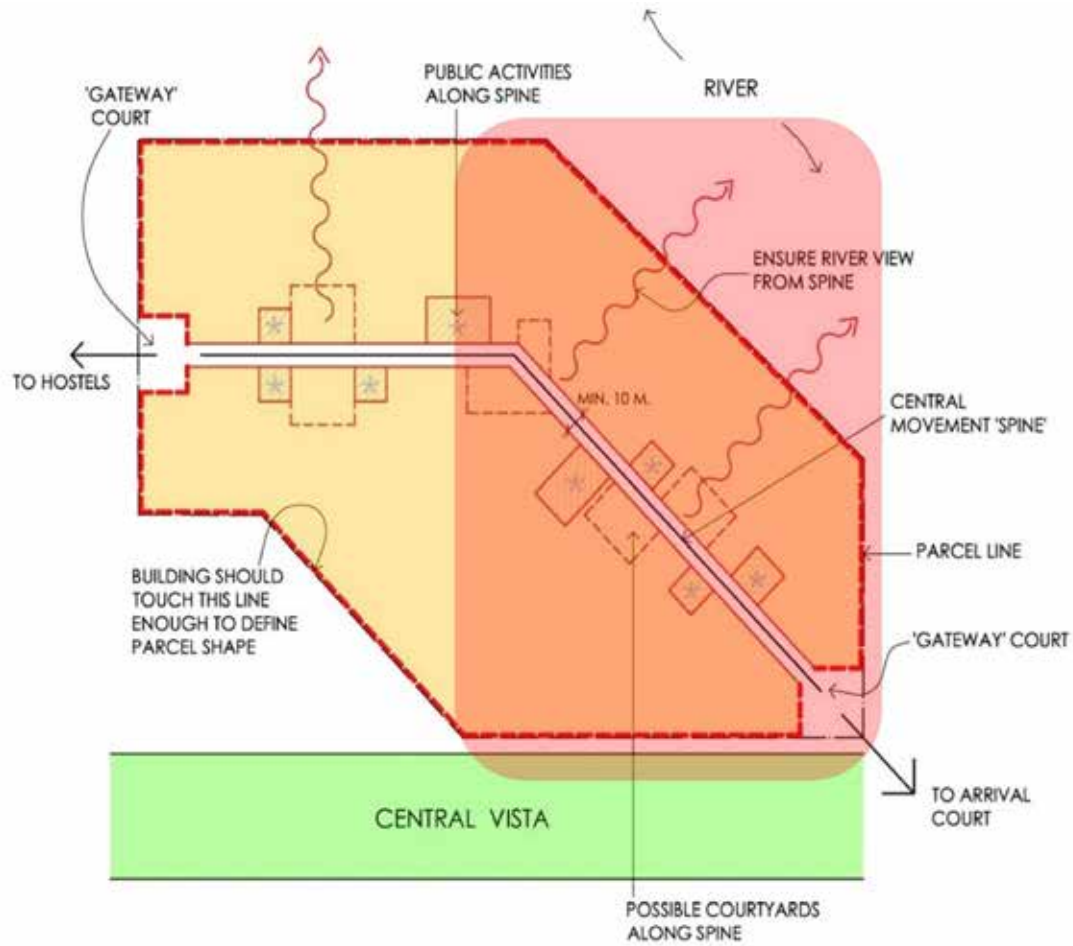 PUBLIC ACTIVITIES
ALONG SPINE
RIVER
'GATEWAY'
COURT
ENSURE RIVER VIEW
FROM SPINE
TO HOSTELS
MIN. 10 M.
CENTRAL
MOVEMENT 'SPINE'
PARCEL LINE
BUILDING SHOULD
TOUCH THIS LINE
ENOUGH TO DEFINE
PARCEL SHAPE
'GATEWAY' COURT
TO ARRIVAL
COURT
CENTRAL VISTA
POSSIBLE COURTYARDS
ALONG SPINE